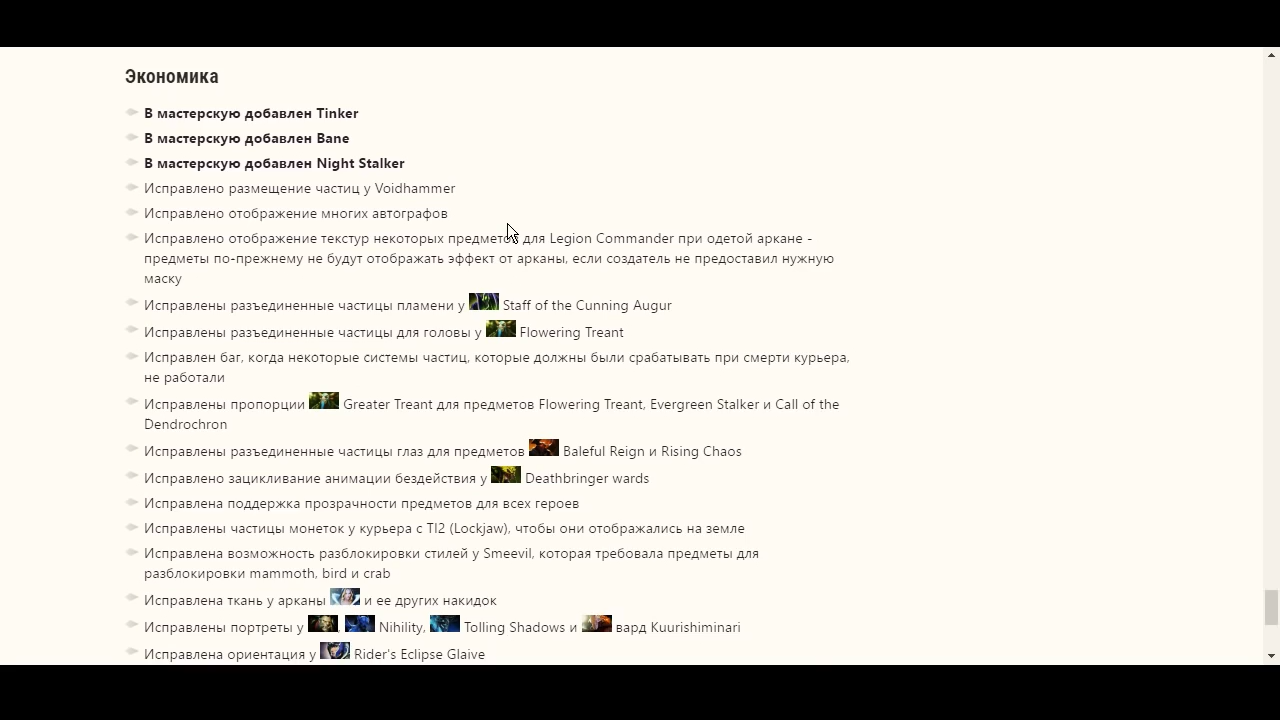 Экономика
В мастерскую добавлен Tinker
В мастерскую добавлен Bane
В мастерскую добавлен Night Stalker
Исправлено размещение частиц у Voidhammer
Исправлено отображение многих автографов
Исправлено отображение текстур некоторых предметов для Legion Commander при одетой аркане -
предметы по-прежнему не будут отображать эффект от арканы, если создатель не предоставил нужную
маску
Исправлены разъединенные частицы пламени у Staff of the Cunning Augur
Исправлены разъединенные частицы для головы у Flowering Treant
Исправлен баг, когда некоторые системы частиц, которые должны были срабатывать при смерти курьера,
не работали
Исправлены пропорции Greater Treant для предметов Flowering Treant, Evergreen Stalker и Call of the
Dendrochron
Исправлены разъединенные частицы глаз для предметов Baleful Reign и Rising Chaos
Исправлено зацикливание анимации бездействия у Deathbringer wards
Исправлена поддержка прозрачности предметов для всех героев
Исправлены частицы монеток у курьера с TI2 (Lockjaw), чтобы они отображались на земле
Исправлена возможность разблокировки стилей у Smeevil, которая требовала предметы для
разблокировки mammoth, bird и crab
Исправлена ткань у арканы и ее других накидок
Исправлены портреты у , Nihility, Tolling Shadows и вард Kuurishiminari
Исправлена ориентация у Rider's Eclipse Glaive